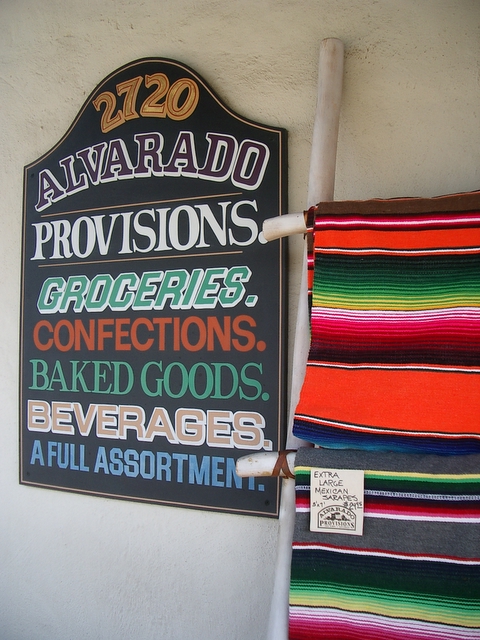 2720
ALVARADO
PROVISIONS.
GROCERIES.
CONFECTIONS.
BAKED GOODS.
BEVERAGES.
A FULL ASSORTMENT.
EXTRA
LARGE
MEXICAN
SARAPES
ALVARADO
PROVISIONS